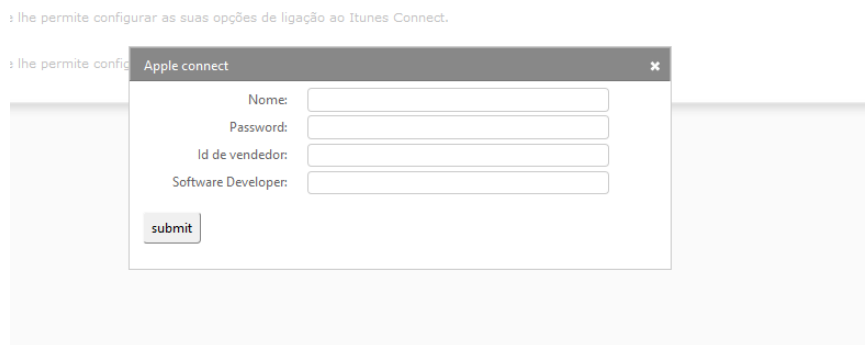 e lhe permite configurar as suas opções de ligação ao Itunes Connect.
e lhe permite config
Apple connect
Nome:
Password:
Id de vendedor:
Software Developer:
submit